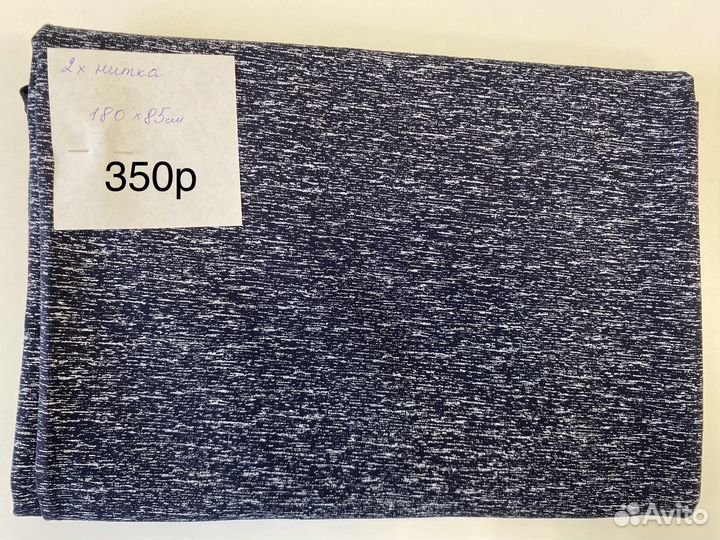 2х нитка
180 х 85см
350р
Avito